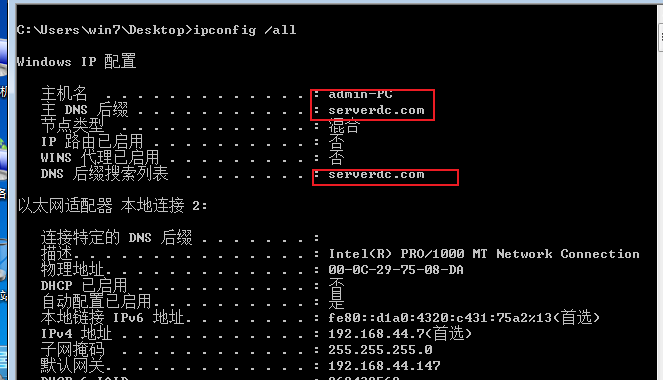 C:\Users\win7\Desktop>ipconfig /all
Windows IP 配置
主机名 . . . . . . . . . . . . . : admin-PC
主 DNS 后缀 . . . . . . . . . . . : serverdc.com
节点类型 . . . . . . . . . . . . : 混合
IP 路由已启用 . . . . . . . . . . : 否
WINS 代理已启用 . . . . . . . . . : 否
DNS 后缀搜索列表 . . . . . . . . : serverdc.com
以太网适配器 本地连接 2:
连接特定的 DNS 后缀 . . . . . . . :
描述. . . . . . . . . . . . . . . : Intel(R) PRO/1000 MT Network Connection
物理地址. . . . . . . . . . . . . : 00-0C-29-75-08-DA
DHCP 已启用 . . . . . . . . . . . : 否
自动配置已启用. . . . . . . . . . : 是
本地链接 IPv6 地址. . . . . . . . : fe80::d1a0:4320:c431:75a2%13(首选)
IPv4 地址 . . . . . . . . . . . . : 192.168.44.7(首选)
子网掩码 . . . . . . . . . . . . : 255.255.255.0
默认网关. . . . . . . . . . . . . : 192.168.44.147